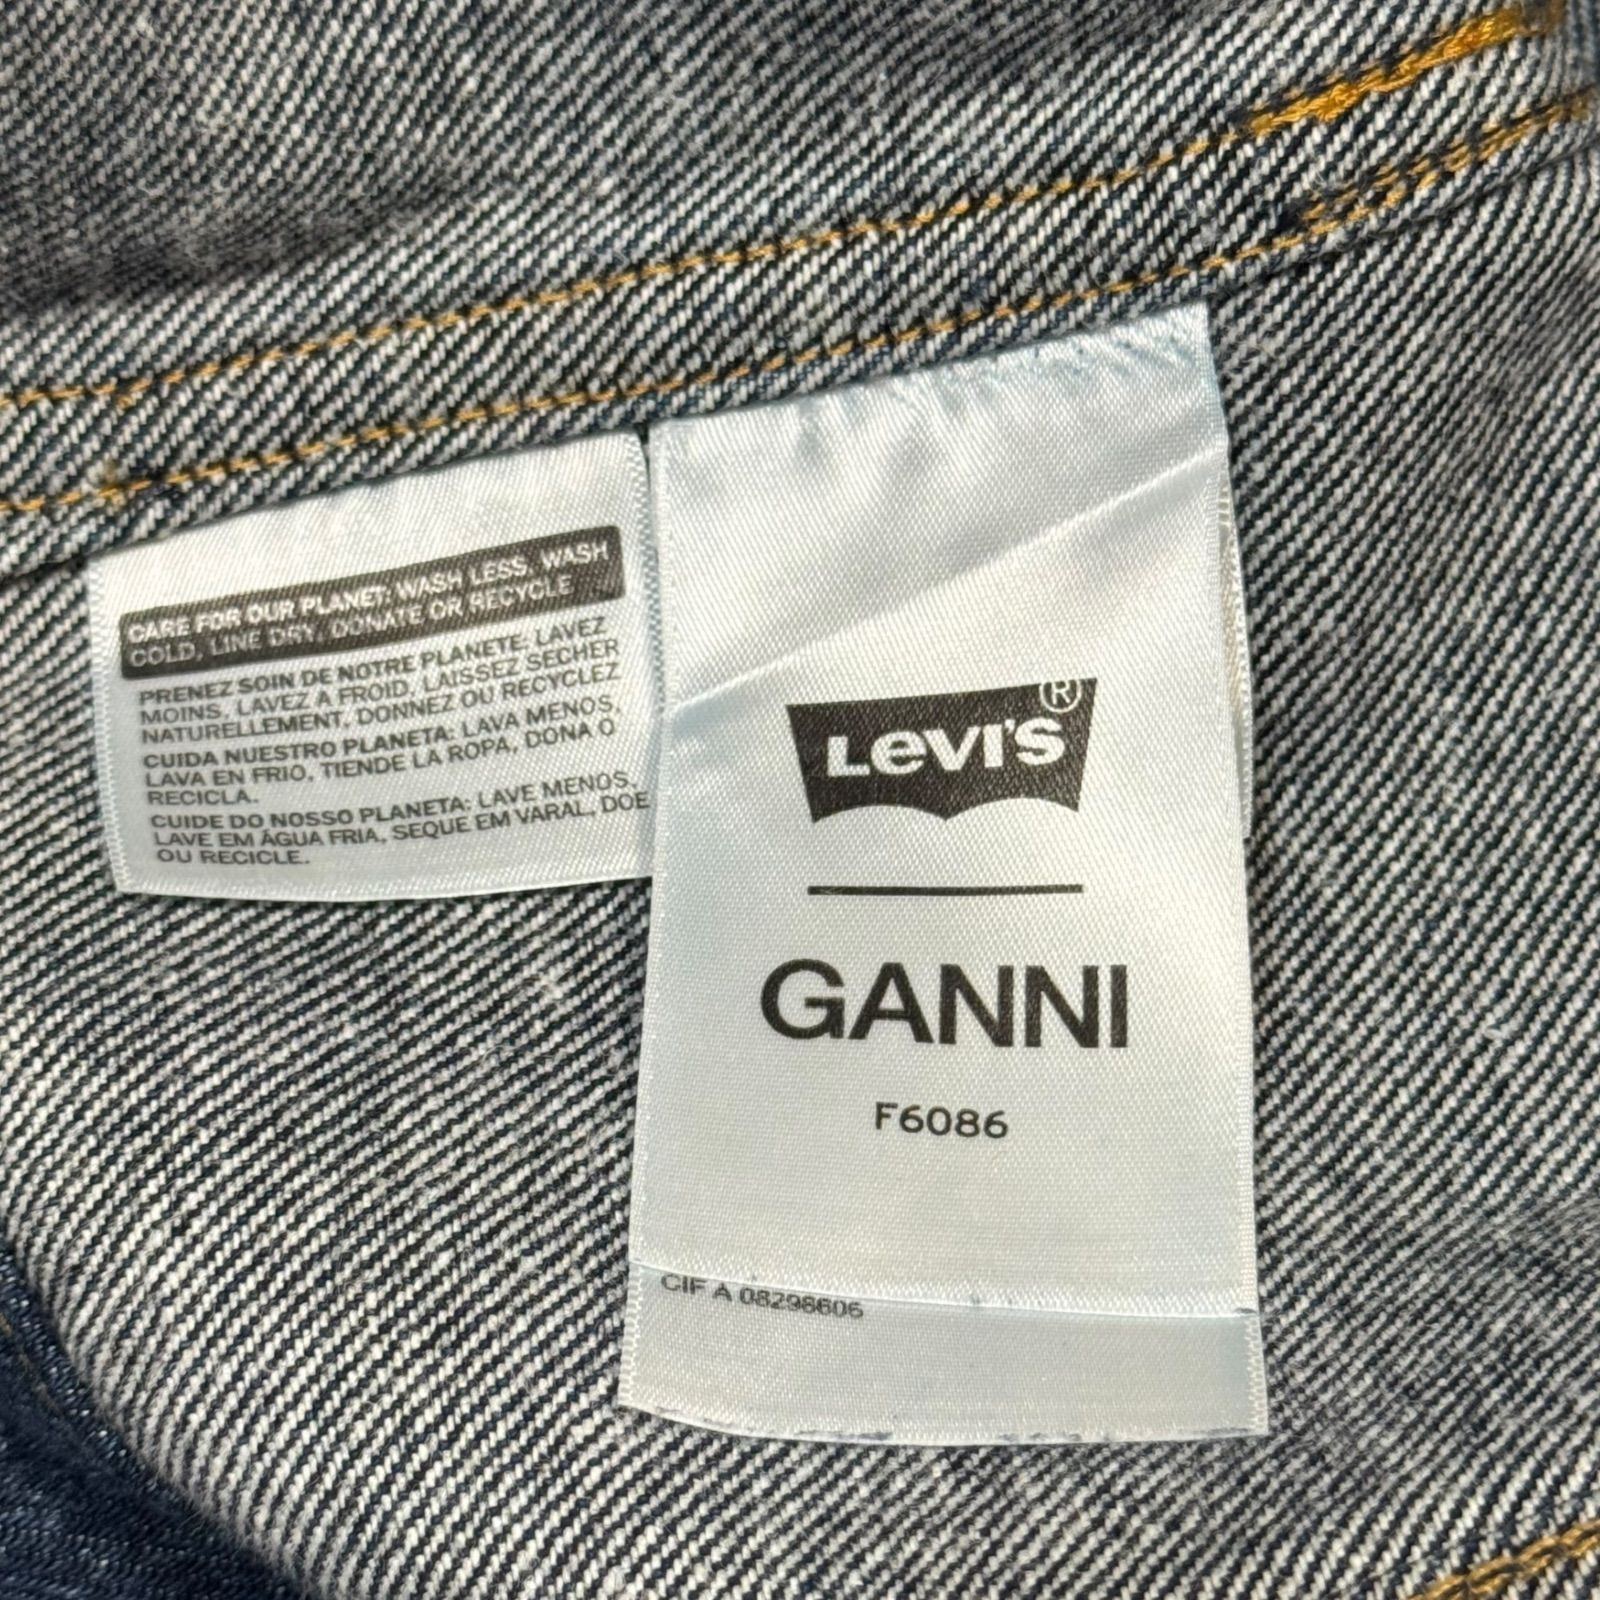 CARE FOR OUR PLANET: WASH LESS, WASH
COLD, LINE DRY, DONATE OR RECYCLE
PRENEZ SOIN DE NOTRE PLANETE: LAVEZ
MOINS, LAVEZ A FROID, LAISSEZ SECHER
NATURELLEMENT, DONNEZ OU RECYCLEZ
CUIDA NUESTRO PLANETA: LAVA MENOS,
LAVA EN FRIO, TIENDE LA ROPA, DONA O
RECICLA.
CUIDE DO NOSSO PLANETA: LAVE MENOS,
LAVE EM ÁGUA FRIA, SEQUE EM VARAL, DOE
OU RECICLE.
LEVI'S®
GANNI
F6086
CIF A 08298606